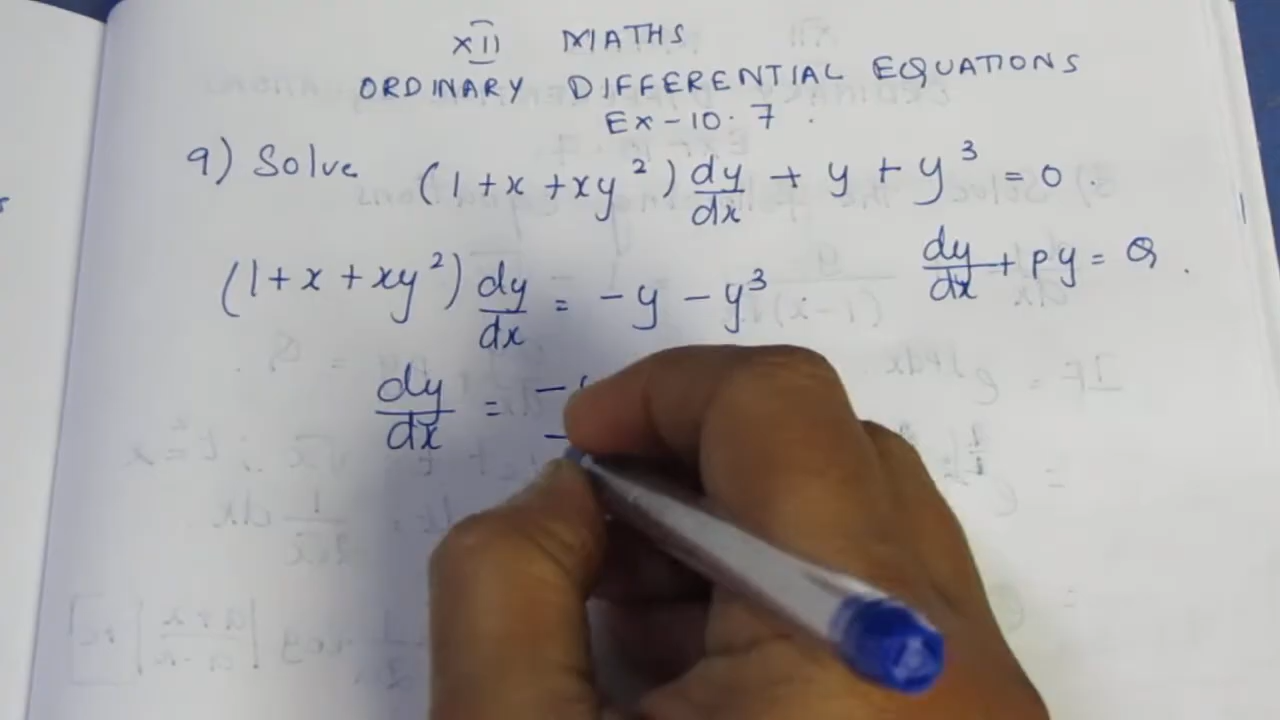 XII MATHS
ORDINARY DIFFERENTIAL EQUATIONS
Ex-10.7.
9) Solve (1+x+xy²) dy/dx + y + y³ = 0.
(1+x+xy²) dy/dx = -y - y³
dy/dx + py = Q.
dy/dx = -